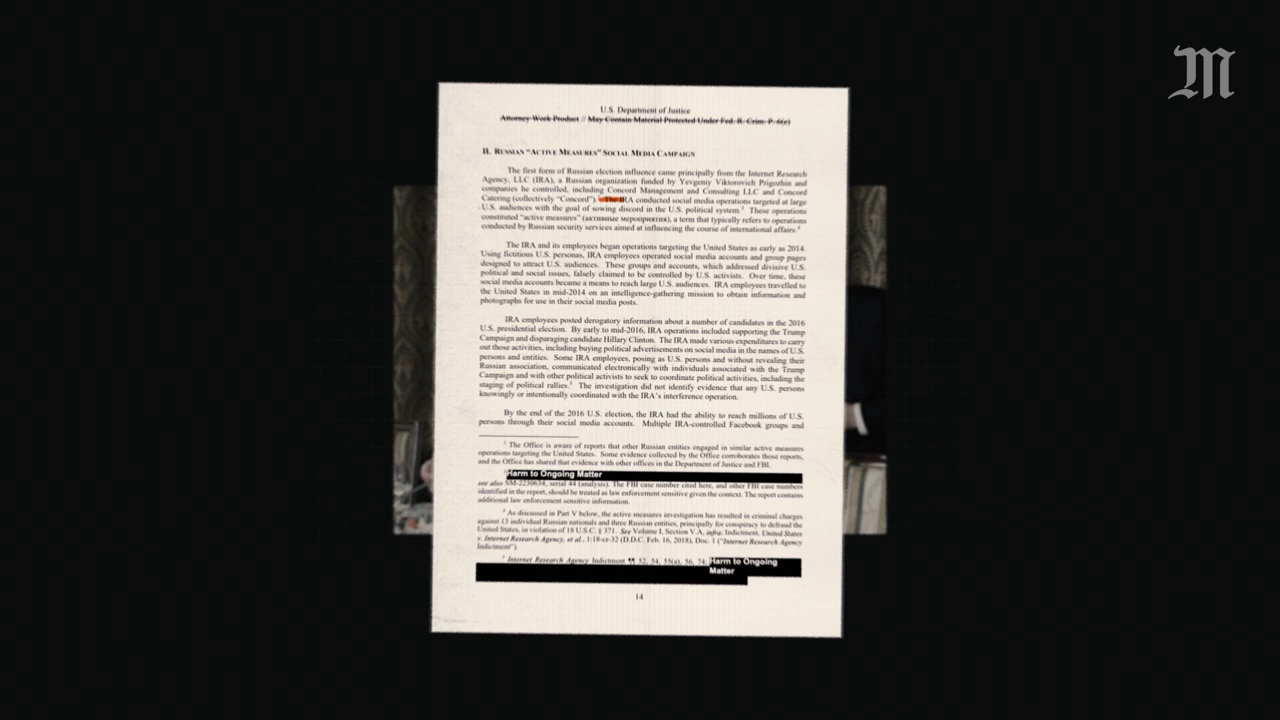 M
U.S. Department of Justice
Attorney Work Product // May Contain Material Protected Under Fed. R. Crim. P. 6(e)
II. RUSSIAN "ACTIVE MEASURES" SOCIAL MEDIA CAMPAIGN
The first form of Russian election influence came principally from the Internet Research
Agency, LLC (IRA), a Russian organization funded by Yevgeniy Viktorovich Prigozhin and
companies he controlled, including Concord Management and Consulting LLC and Concord
Catering (collectively "Concord"). The IRA conducted social media operations targeted at large
U.S. audiences with the goal of sowing discord in the U.S. political system. These operations
constituted "active measures" (активные мероприятия), a term that typically refers to operations
conducted by Russian security services aimed at influencing the course of international affairs.4
The IRA and its employees began operations targeting the United States as early as 2014.
Using fictitious U.S. personas, IRA employees operated social media accounts and group pages
designed to attract U.S. audiences. These groups and accounts, which addressed divisive U.S.
political and social issues, falsely claimed to be controlled by U.S. activists. Over time, these
social media accounts became a means to reach large U.S. audiences. IRA employees travelled to
the United States in mid-2014 on an intelligence-gathering mission to obtain information and
photographs for use in their social media posts.
IRA employees posted derogatory information about a number of candidates in the 2016
U.S. presidential election. By early to mid-2016, IRA operations included supporting the Trump
Campaign and disparaging candidate Hillary Clinton. The IRA made various expenditures to carry
out those activities, including buying political advertisements on social media in the names of U.S.
persons and entities. Some IRA employees, posing as U.S. persons and without revealing their
Russian association, communicated electronically with individuals associated with the Trump
Campaign and with other political activists to seek to coordinate political activities, including the
staging of political rallies.5 The investigation did not identify evidence that any U.S. persons
knowingly or intentionally coordinated with the IRA's interference operation.
By the end of the 2016 U.S. election, the IRA had the ability to reach millions of U.S.
persons through their social media accounts. Multiple IRA-controlled Facebook groups and
The Office is aware of reports that other Russian entities engaged in similar active measures
operations targeting the United States. Some evidence collected by the Office corroborates those reports,
and the Office has shared that evidence with other offices in the Department of Justice and FBI.
Harm to Ongoing Matter
see also SM-2230634, serial 44 (analysis). The FBI case number cited here, and other FBI case numbers
identified in the report, should be treated as law enforcement sensitive given the context. The report contains
additional law enforcement sensitive information.
4 As discussed in Part V below, the active measures investigation has resulted in criminal charges
against 13 individual Russian nationals and three Russian entities, principally for conspiracy to defraud the
United States, in violation of 18 U.S.C. § 371. See Volume I, Section V.A, infra; Indictment, United States
v. Internet Research Agency, et al., 1:18-cr-32 (D.D.C. Feb. 16, 2018), Doc. 1 ("Internet Research Agency
Indictment").
5 Internet Research Agency Indictment ¶¶ 52, 54, 55(a), 56, 74; Harm to Ongoing
Matter
14